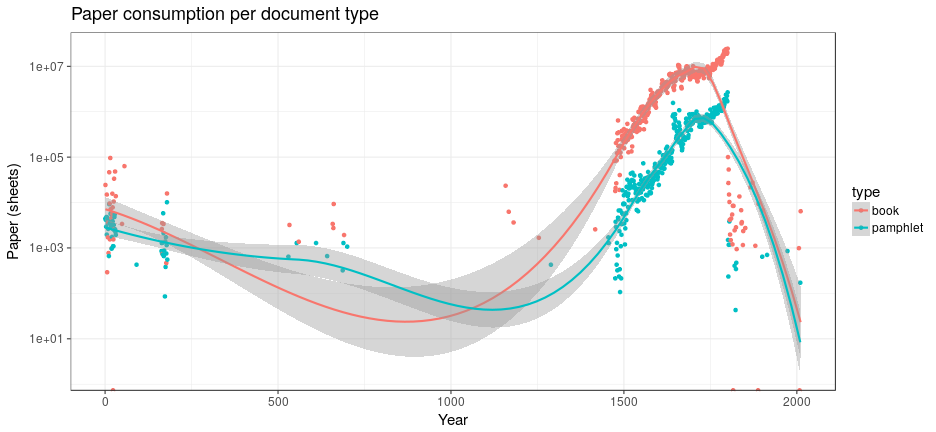 Paper consumption per document type
Paper (sheets)
1e+07
1e+05
1e+03
1e+01
0
500
1000
1500
2000
Year
type
book
pamphlet